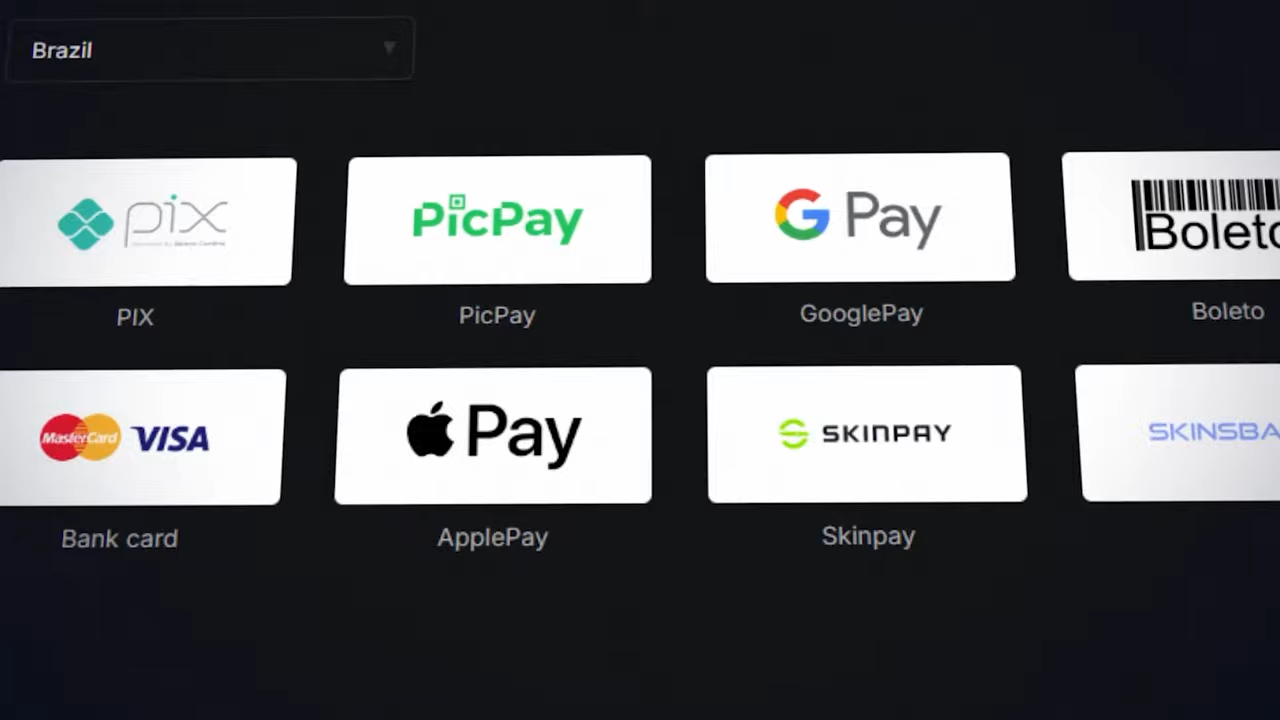 Brazil
pix
PicPay
G Pay
Boleto
PIX
PicPay
GooglePay
Boleto
MasterCard VISA
Pay
SKINPAY
SKINSBA
Bank card
ApplePay
Skinpay